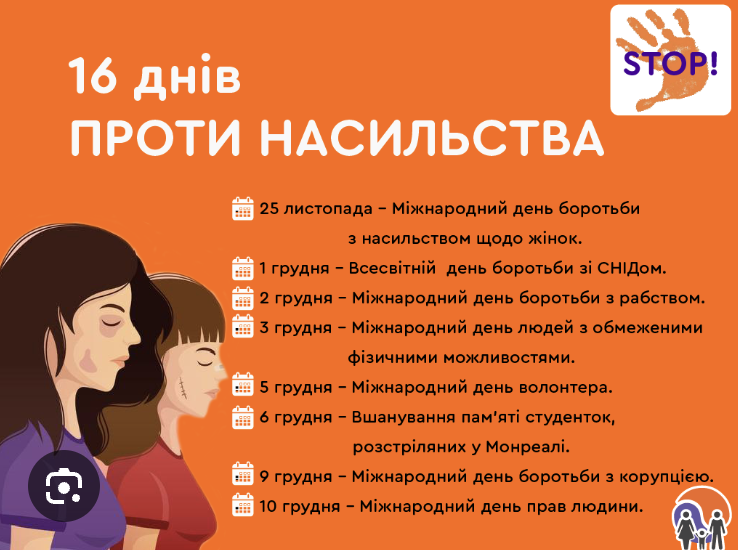 STOP!
16 днів
ПРОТИ НАСИЛЬСТВА
25 листопада – Міжнародний день боротьби
з насильством щодо жінок.
1 грудня – Всесвітній день боротьби зі СНІДом.
2 грудня – Міжнародний день боротьби з рабством.
3 грудня – Міжнародний день людей з обмеженими
фізичними можливостями.
5 грудня – Міжнародний день волонтера.
6 грудня – Вшанування пам'яті студенток,
розстріляних у Монреалі.
9 грудня – Міжнародний день боротьби з корупцією.
10 грудня – Міжнародний день прав людини.